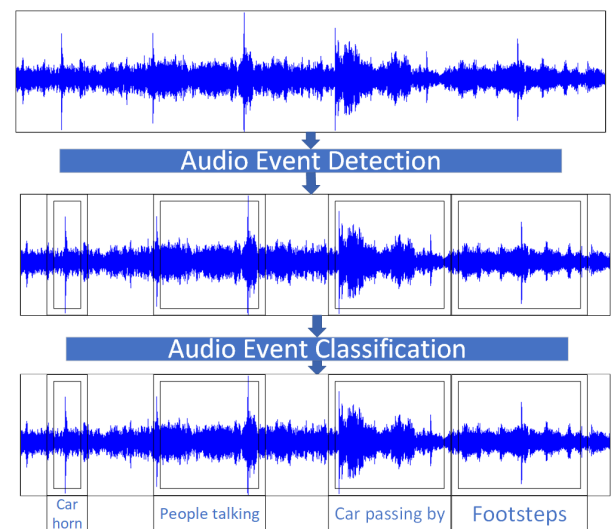 Audio Event Detection
Audio Event Classification
Car
horn
People talking
Car passing by
Footsteps